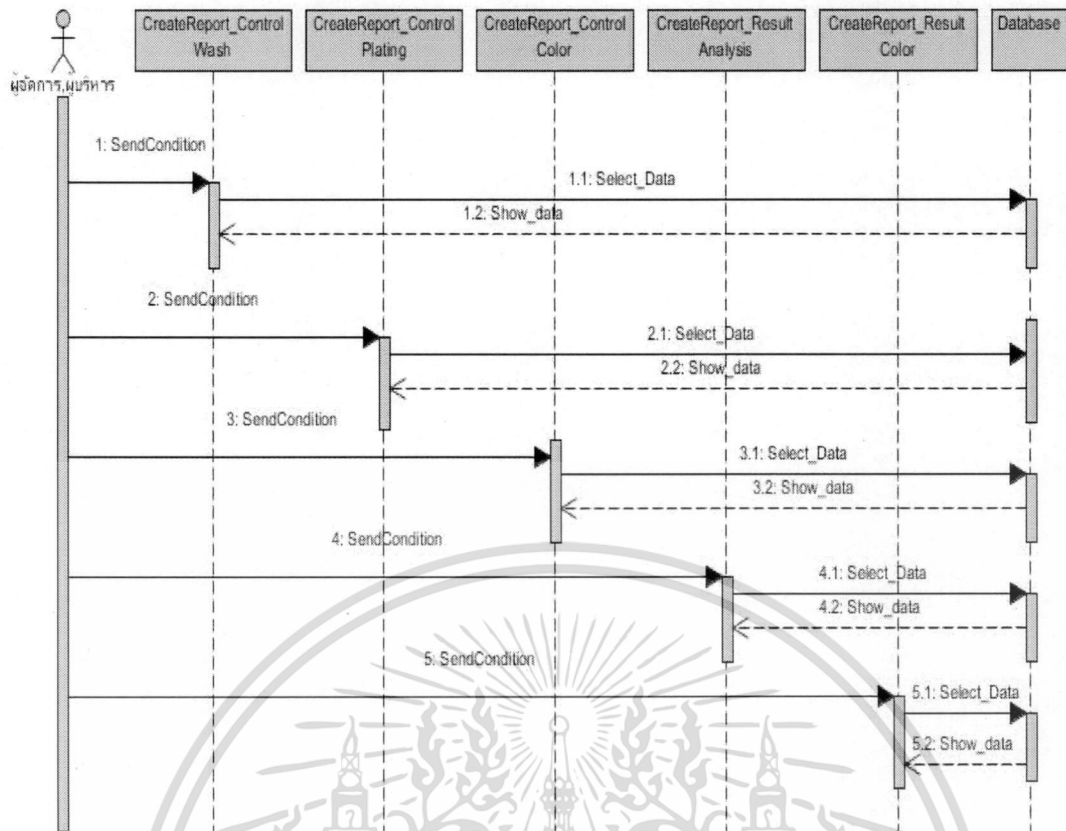 CreateReport_Control
Wash
CreateReport_Control
Plating
CreateReport_Control
Color
CreateReport_Result
Analysis
CreateReport_Result
Color
Database
ผู้จัดการ,ผู้บริหาร
1: SendCondition
1.1: Select_Data
1.2: Show_data
2: SendCondition
2.1: Select_Data
2.2: Show_data
3: SendCondition
3.1: Select_Data
3.2: Show_data
4: SendCondition
4.1: Select_Data
4.2: Show_data
5: SendCondition
5.1: Select_Data
5.2: Show_data